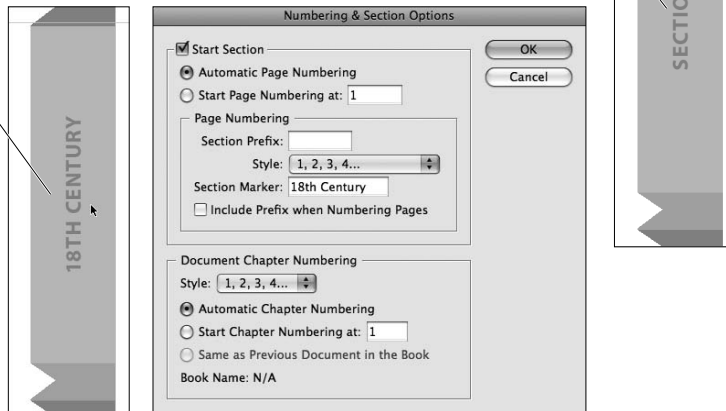 18TH CENTURY
Numbering & Section Options
Start Section
Automatic Page Numbering
Start Page Numbering at: 1
Page Numbering
Section Prefix:
Style: 1, 2, 3, 4...
Section Marker: 18th Century
Include Prefix when Numbering Pages
Document Chapter Numbering
Style: 1, 2, 3, 4...
Automatic Chapter Numbering
Start Chapter Numbering at: 1
Same as Previous Document in the Book
Book Name: N/A
OK
Cancel